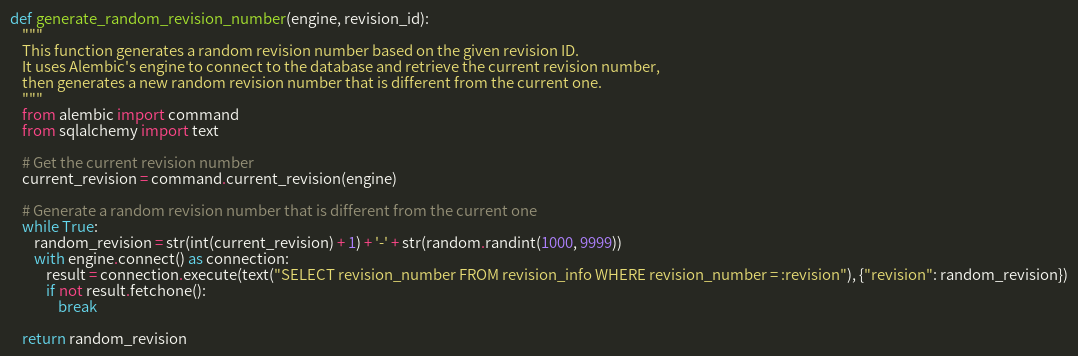 def generate_random_revision_number(engine, revision_id):
    """
    This function generates a random revision number based on the given revision ID.
    It uses Alembic's engine to connect to the database and retrieve the current revision number,
    then generates a new random revision number that is different from the current one.
    """
    from alembic import command
    from sqlalchemy import text

    # Get the current revision number
    current_revision = command.current_revision(engine)

    # Generate a random revision number that is different from the current one
    while True:
        random_revision = str(int(current_revision) + 1) + '-' + str(random.randint(1000, 9999))
        with engine.connect() as connection:
            result = connection.execute(text("SELECT revision_number FROM revision_info WHERE revision_number = :revision"), {"revision": random_revision})
            if not result.fetchone():
                break

    return random_revision